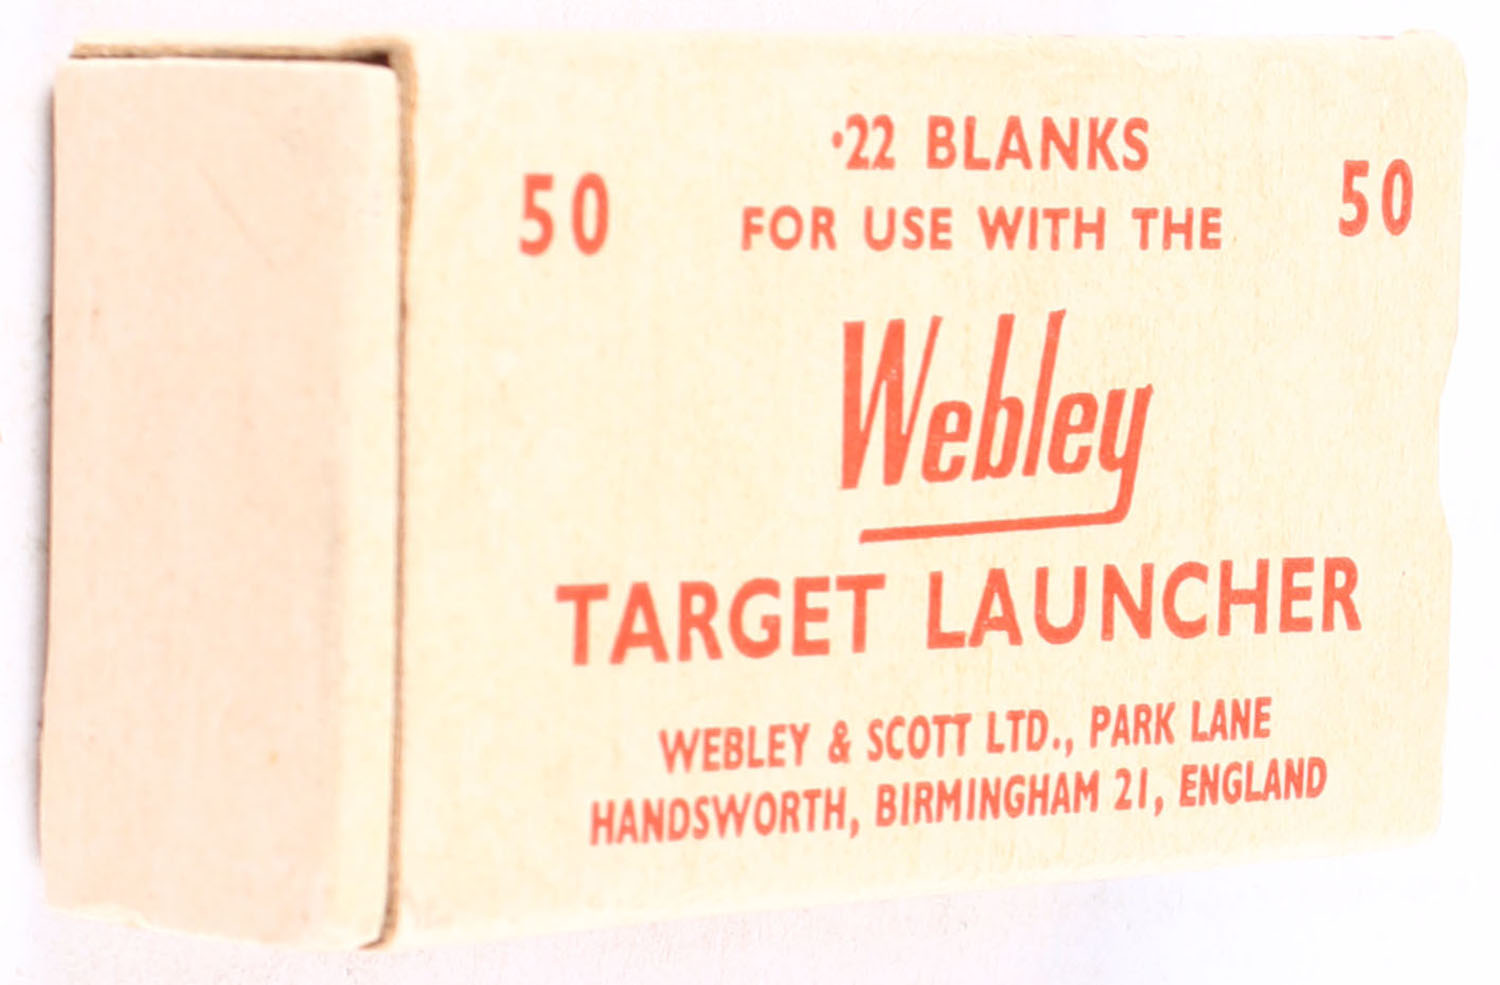 ·22 BLANKS
50 50
FOR USE WITH THE
Webley
TARGET LAUNCHER
WEBLEY & SCOTT LTD., PARK LANE
HANDSWORTH, BIRMINGHAM 21, ENGLAND